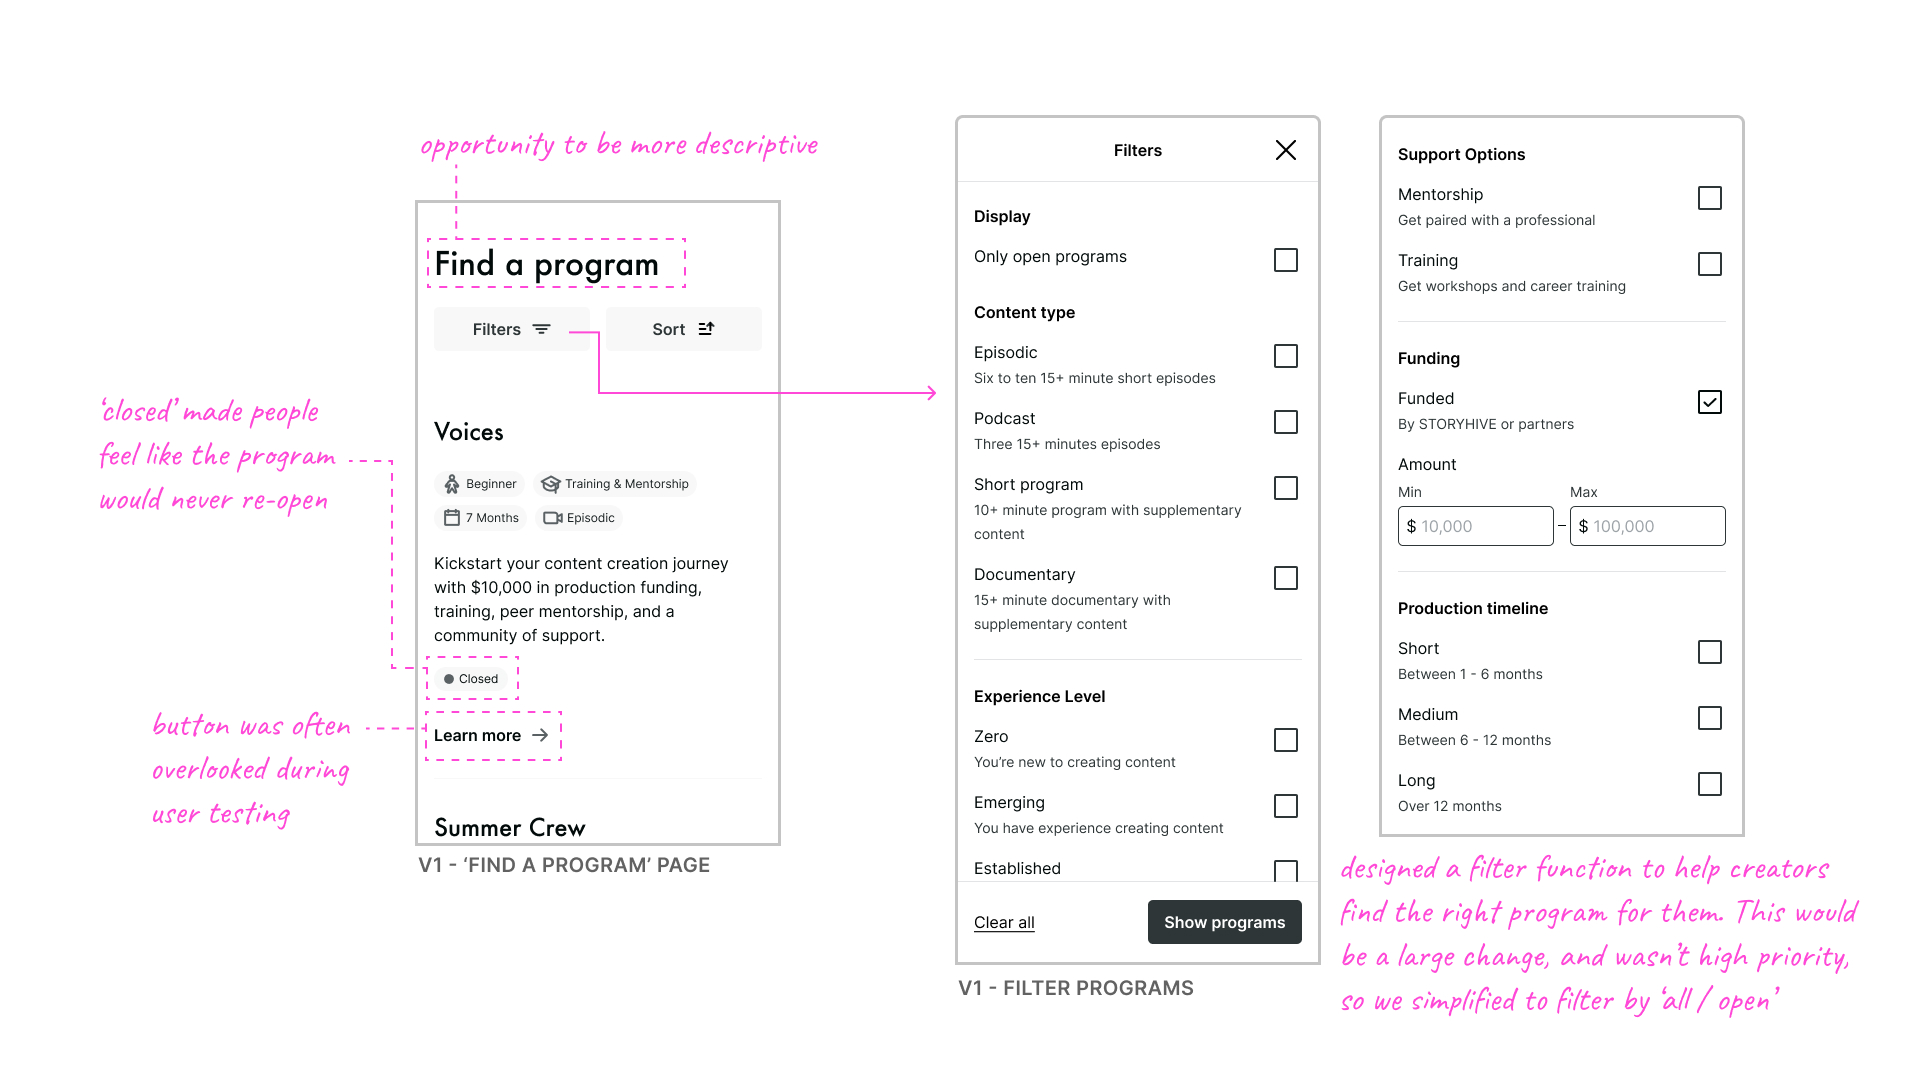 opportunity to be more descriptive
Find a program
Filters
Sort
'closed' made people
feel like the program
would never re-open
Voices
Beginner
Training & Mentorship
7 Months
Episodic
Kickstart your content creation journey
with $10,000 in production funding,
training, peer mentorship, and a
community of support.
Closed
button was often
overlooked during
user testing
Learn more
Summer Crew
V1 - ‘FIND A PROGRAM’ PAGE
Filters
Display
Only open programs
Content type
Episodic
Six to ten 15+ minute short episodes
Podcast
Three 15+ minutes episodes
Short program
10+ minute program with supplementary
content
Documentary
15+ minute documentary with
supplementary content
Experience Level
Zero
You’re new to creating content
Emerging
You have experience creating content
Established
Clear all
Show programs
V1 - FILTER PROGRAMS
Support Options
Mentorship
Get paired with a professional
Training
Get workshops and career training
Funding
Funded
By STORYHIVE or partners
Amount
Min
Max
$ 10,000
–
$ 100,000
Production timeline
Short
Between 1 - 6 months
Medium
Between 6 - 12 months
Long
Over 12 months
designed a filter function to help creators
find the right program for them. This would
be a large change, and wasn't high priority,
so we simplified to filter by 'all / open'